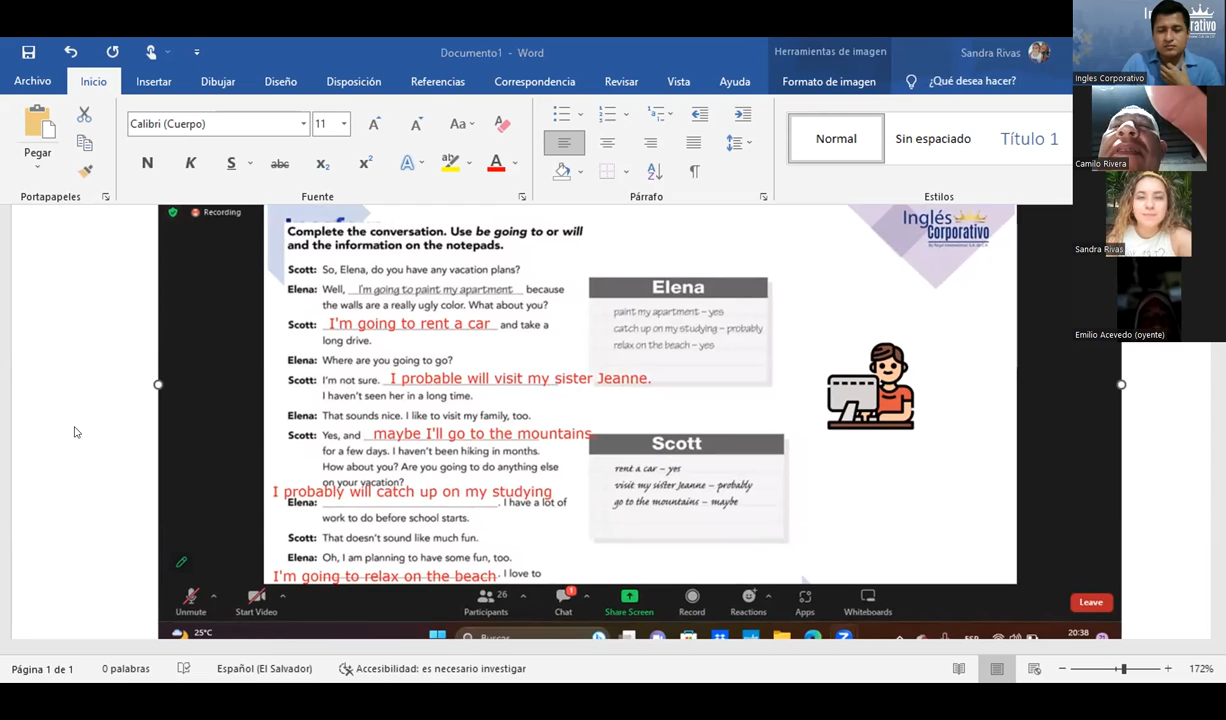 Documento1 - Word
Herramientas de imagen
Sandra Rivas
Archivo
Inicio
Insertar
Dibujar
Diseño
Disposición
Referencias
Correspondencia
Revisar
Vista
Ayuda
Formato de imagen
¿Qué desea hacer?
Pegar
Calibri (Cuerpo)
11
Aa
N K S abc x₂ x² A A
Normal
Sin espaciado
Título 1
Portapapeles
Fuente
Párrafo
Estilos
Ingles Corporativo
Camilo Rivera
Sandra Rivas
Emilio Acevedo (oyente)
Recording
Inglés
Corporativo
Complete the conversation. Use be going to or will
and the information on the notepads.
Scott: So, Elena, do you have any vacation plans?
Elena: Well, I'm going to paint my apartment because
the walls are a really ugly color. What about you?
Scott: I'm going to rent a car and take a
long drive.
Elena: Where are you going to go?
Scott: I'm not sure. I probable will visit my sister Jeanne.
I haven't seen her in a long time.
Elena: That sounds nice. I like to visit my family, too.
Scott: Yes, and maybe I'll go to the mountains.
for a few days. I haven't been hiking in months.
How about you? Are you going to do anything else
on your vacation?
I probably will catch up on my studying
Elena: . I have a lot of
work to do before school starts.
Scott: That doesn't sound like much fun.
Elena: Oh, I am planning to have some fun, too.
I'm going to relax on the beach. I love to
Elena
paint my apartment – yes
catch up on my studying – probably
relax on the beach – yes
Scott
rent a car – yes
visit my sister Jeanne – probably
go to the mountains – maybe
Unmute
Start Video
Participants
26
Chat
1
Share Screen
Record
Reactions
Apps
Whiteboards
Leave
25°C
Buscar
ESP
20:38
Página 1 de 1
0 palabras
Español (El Salvador)
Accesibilidad: es necesario investigar
172%